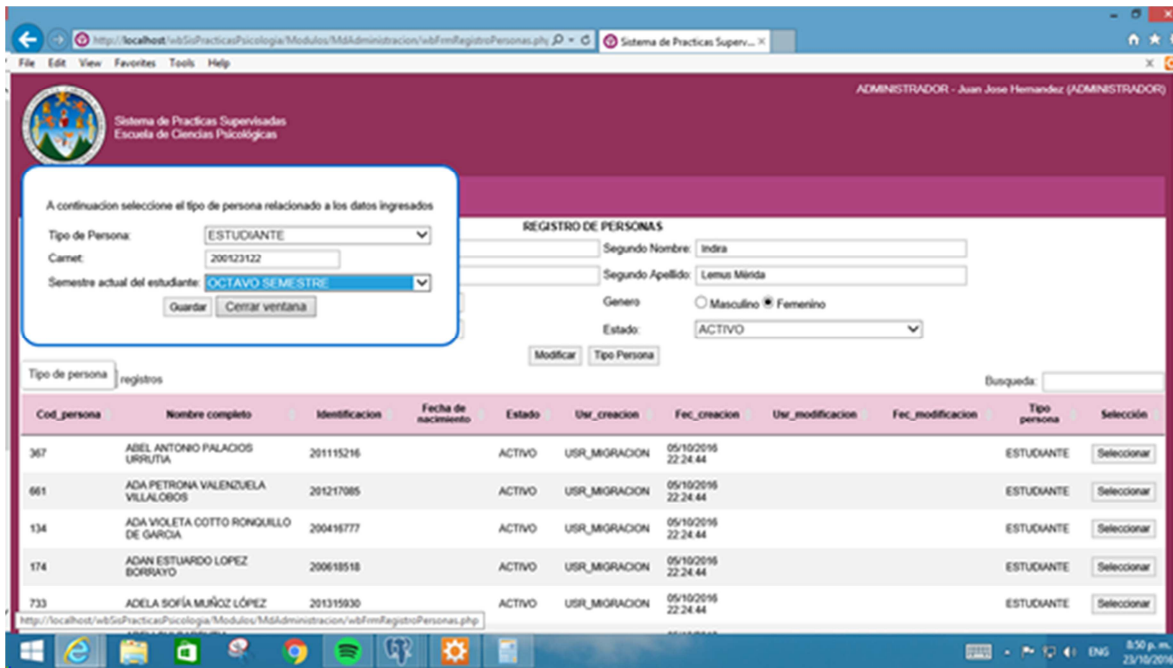 http://localhost/wbSisPracticasPsicologia/Modulos/MdAdministracion/wbFrmRegistroPersonas.php
Sistema de Practicas Superv...
File Edit View Favorites Tools Help
ADMINISTRADOR - Juan Jose Hernandez (ADMINISTRADOR)
Sistema de Practicas Supervisadas
Escuela de Ciencias Psicológicas
A continuacion seleccione el tipo de persona relacionado a los datos ingresados
Tipo de Persona: ESTUDIANTE
Carnet: 200123122
Semestre actual del estudiante: OCTAVO SEMESTRE
Guardar Cerrar ventana
REGISTRO DE PERSONAS
Segundo Nombre: Indira
Segundo Apellido: Lemus Mérida
Genero Masculino Femenino
Estado: ACTIVO
Modificar Tipo Persona
Tipo de persona registros Busqueda:
Cod_persona Nombre completo Identificacion Fecha de nacimiento Estado Usr_creacion Fec_creacion Usr_modificacion Fec_modificacion Tipo persona Selección
367 ABEL ANTONIO PALACIOS URRUTIA 201115216 ACTIVO USR_MIGRACION 05/10/2016 22:24:44 ESTUDIANTE Seleccionar
661 ADA PETRONA VALENZUELA VILLALOBOS 201217085 ACTIVO USR_MIGRACION 05/10/2016 22:24:44 ESTUDIANTE Seleccionar
134 ADA VIOLETA COTTO RONQUILLO DE GARCIA 200416777 ACTIVO USR_MIGRACION 05/10/2016 22:24:44 ESTUDIANTE Seleccionar
174 ADAN ESTUARDO LOPEZ BORRAYO 200618518 ACTIVO USR_MIGRACION 05/10/2016 22:24:44 ESTUDIANTE Seleccionar
733 ADELA SOFÍA MUÑOZ LÓPEZ 201315930 ACTIVO USR_MIGRACION 05/10/2016 22:24:44 ESTUDIANTE Seleccionar
http://localhost/wbSisPracticasPsicologia/Modulos/MdAdministracion/wbFrmRegistroPersonas.php
ENG 8:50 p. m.
23/10/2016